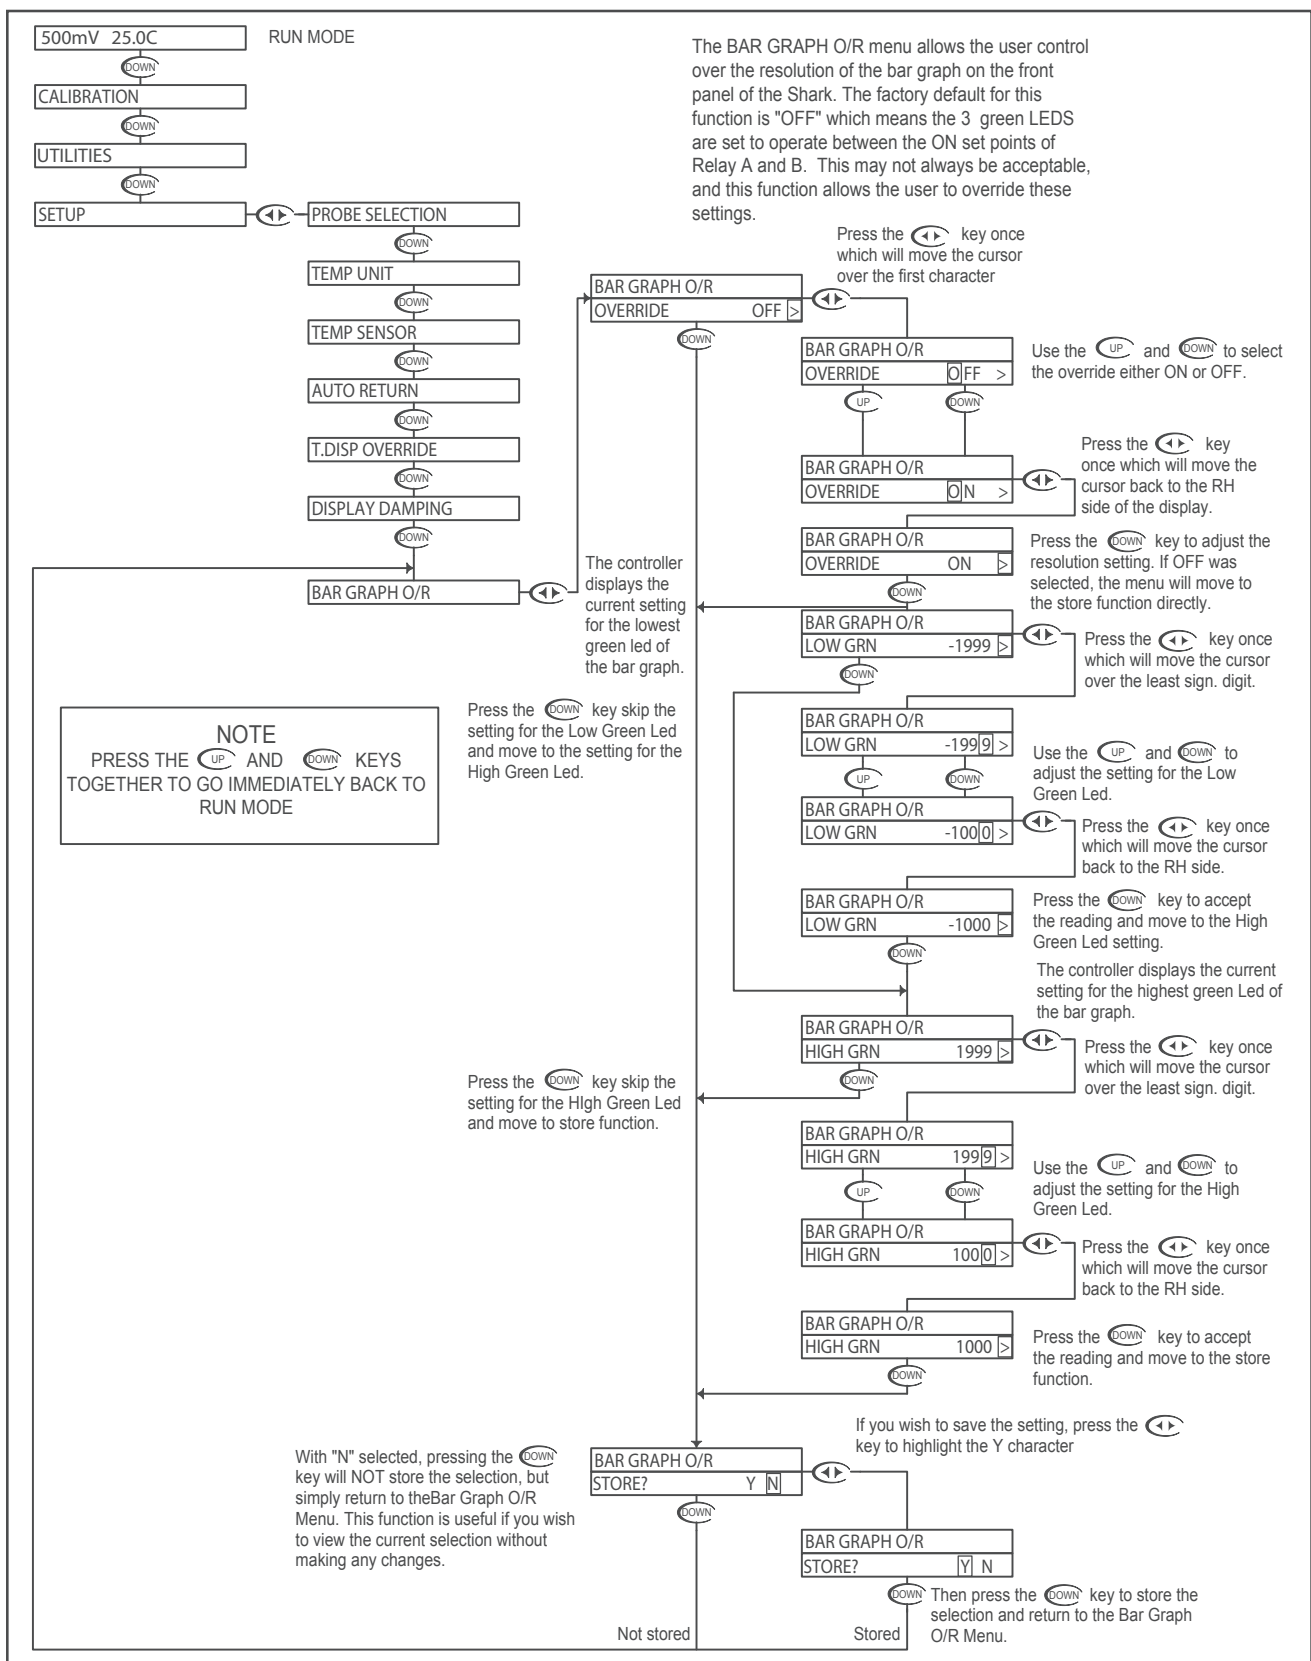 500mV 25.0C
RUN MODE
DOWN
CALIBRATION
DOWN
UTILITIES
DOWN
SETUP
PROBE SELECTION
DOWN
TEMP UNIT
DOWN
TEMP SENSOR
DOWN
AUTO RETURN
DOWN
T.DISP OVERRIDE
DOWN
DISPLAY DAMPING
DOWN
BAR GRAPH O/R
The BAR GRAPH O/R menu allows the user control
over the resolution of the bar graph on the front
panel of the Shark. The factory default for this
function is "OFF" which means the 3 green LEDS
are set to operate between the ON set points of
Relay A and B. This may not always be acceptable,
and this function allows the user to override these
settings.
BAR GRAPH O/R
OVERRIDE OFF >
DOWN
Press the key once
which will move the cursor
over the first character
BAR GRAPH O/R
OVERRIDE OFF >
UP DOWN
Use the UP and DOWN to select
the override either ON or OFF.
BAR GRAPH O/R
OVERRIDE ON >
Press the key
once which will move the
cursor back to the RH
side of the display.
BAR GRAPH O/R
OVERRIDE ON >
DOWN
Press the DOWN key to adjust the
resolution setting. If OFF was
selected, the menu will move to
the store function directly.
The controller
displays the
current setting
for the lowest
green led of
the bar graph.
BAR GRAPH O/R
LOW GRN -1999 >
DOWN
Press the key once
which will move the cursor
over the least sign. digit.
Press the DOWN key skip the
setting for the Low Green Led
and move to the setting for the
High Green Led.
NOTE
PRESS THE UP AND DOWN KEYS
TOGETHER TO GO IMMEDIATELY BACK TO
RUN MODE
BAR GRAPH O/R
LOW GRN -1999 >
UP DOWN
Use the UP and DOWN to
adjust the setting for the Low
Green Led.
BAR GRAPH O/R
LOW GRN -1000 >
Press the key once
which will move the cursor
back to the RH side.
BAR GRAPH O/R
LOW GRN -1000 >
DOWN
Press the DOWN key to accept
the reading and move to the High
Green Led setting.
The controller displays the current
setting for the highest green Led of
the bar graph.
BAR GRAPH O/R
HIGH GRN 1999 >
DOWN
Press the key once
which will move the cursor
over the least sign. digit.
Press the DOWN key skip the
setting for the HIgh Green Led
and move to store function.
BAR GRAPH O/R
HIGH GRN 1999 >
UP DOWN
Use the UP and DOWN to
adjust the setting for the High
Green Led.
BAR GRAPH O/R
HIGH GRN 1000 >
Press the key once
which will move the cursor
back to the RH side.
BAR GRAPH O/R
HIGH GRN 1000 >
DOWN
Press the DOWN key to accept
the reading and move to the store
function.
If you wish to save the setting, press the
key to highlight the Y character
With "N" selected, pressing the DOWN
key will NOT store the selection, but
simply return to theBar Graph O/R
Menu. This function is useful if you wish
to view the current selection without
making any changes.
BAR GRAPH O/R
STORE? Y N
DOWN
BAR GRAPH O/R
STORE? Y N
DOWN
Then press the DOWN key to store the
selection and return to the Bar Graph
O/R Menu.
Not stored
Stored